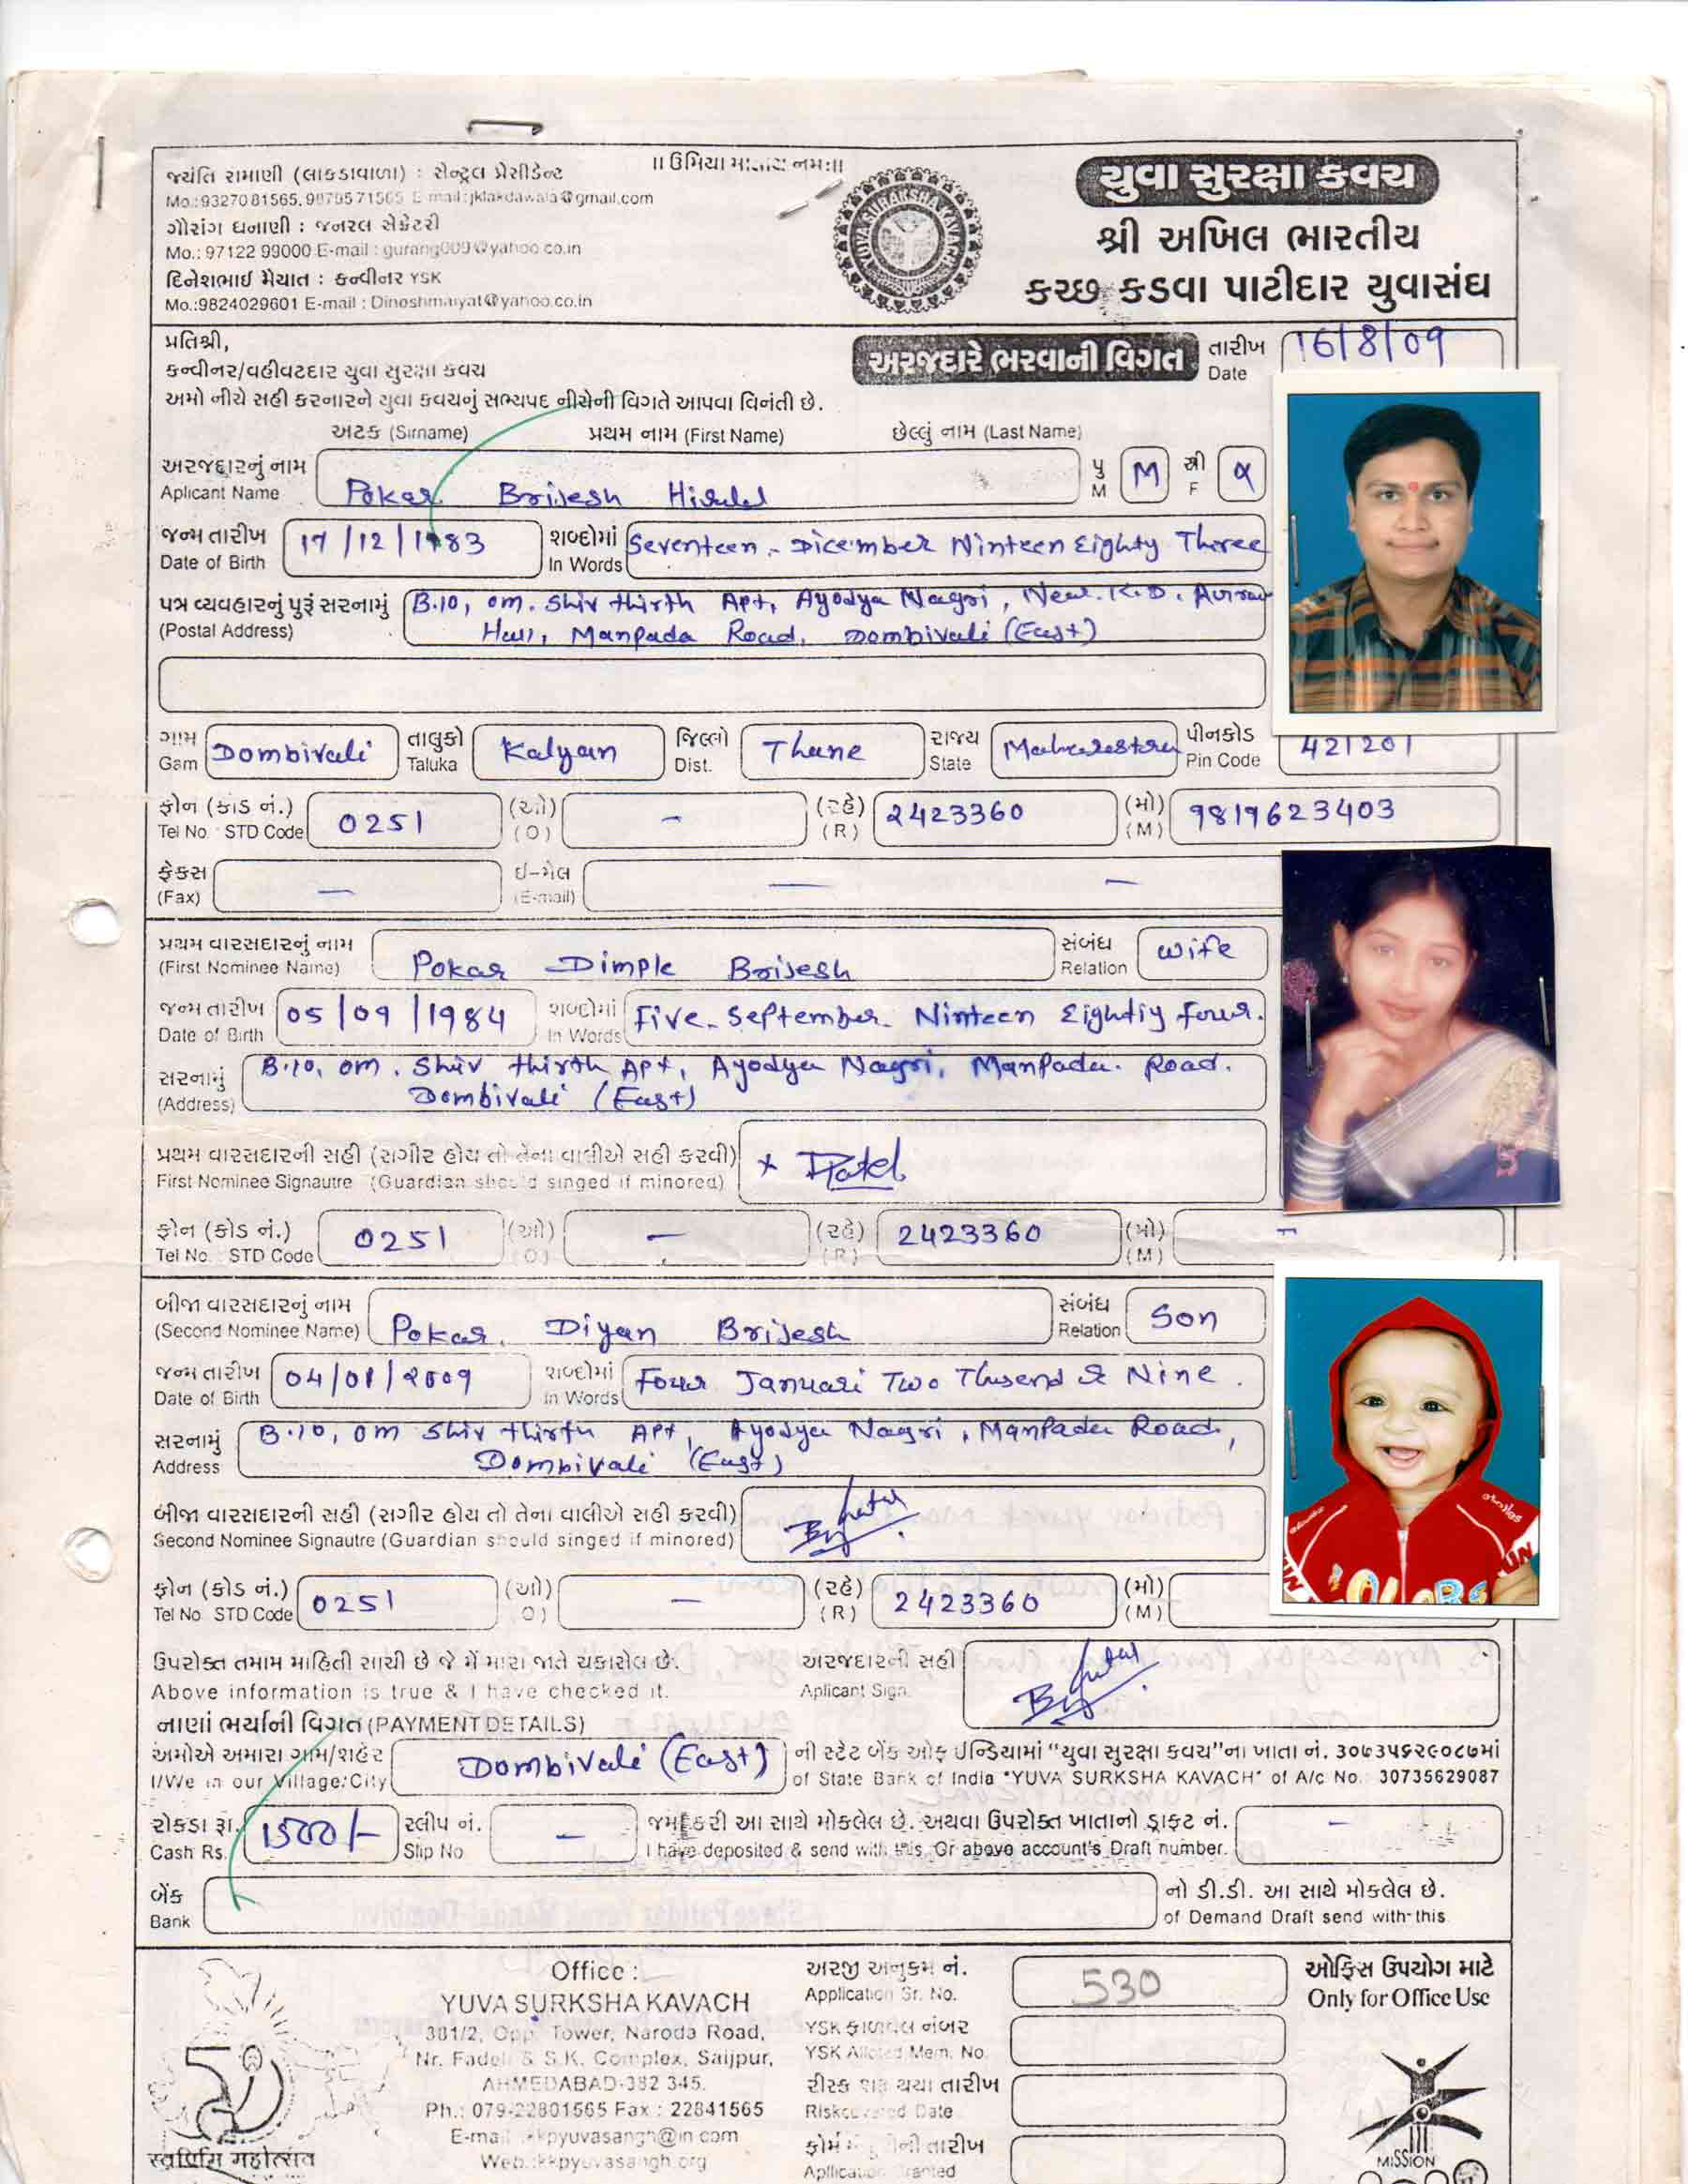 ॥ ઉમિયા માતાય નમઃ॥
જયંતિ રામાણી (લાકડાવાળા) : સેન્ટ્રલ પ્રેસીડેન્ટ
Mo.:9327081565, 9879571565 E-mail:jklakdawala@gmail.com
ગૌરાંગ ધનાણી : જનરલ સેક્રેટરી
Mo.: 97122 99000 E-mail : gurang009@yahoo.co.in
દિનેશભાઈ મૈયાત : કન્વીનર YSK
Mo.:9824029601 E-mail : Dineshmaiyat@yahoo.co.in
YUVA SURAKSHA KAVACH
યુવા સુરક્ષા કવચ
શ્રી અખિલ ભારતીય
કચ્છ કડવા પાટીદાર યુવાસંઘ
પ્રતિશ્રી,
કન્વીનર/વહીવટદાર યુવા સુરક્ષા કવચ
અરજદારે ભરવાની વિગત
તારીખ
Date
16/8/09
અમો નીચે સહી કરનારને યુવા કવચનું સભ્યપદ નીચેની વિગતે આપવા વિનંતી છે.
અટક (Sirname) પ્રથમ નામ (First Name) છેલ્લું નામ (Last Name)
અરજદારનું નામ
Aplicant Name Pokar Brijesh Hiralal
પુ M M સ્ત્રી F
જન્મ તારીખ
Date of Birth 17/12/1983
શબ્દોમાં
In Words Seventeen - Dicember Ninteen Eighty Three
પત્ર વ્યવહારનું પુરૂં સરનામું
(Postal Address) B.10, om. Shiv thirth Apt, Ayodya Nagri, Near. K.D.
Hall, Manpada Road, Dombivali (East)
ગામ
Gam Dombivali
તાલુકો
Taluka Kalyan
જિલ્લો
Dist. Thane
રાજ્ય
State Maharashtra
પીનકોડ
Pin Code 421201
ફોન (કોડ નં.)
Tel No. STD Code 0251
(ઓ)
(O) -
(રહે)
(R) 2423360
(મો)
(M) 9819623403
ફેકસ
(Fax) —
ઈ-મેલ
(E-mail) — —
પ્રથમ વારસદારનું નામ
(First Nominee Name) Pokar Dimple Brijesh
સંબંધ
Relation wife
જન્મ તારીખ
Date of Birth 05/09/1984
શબ્દોમાં
In Words Five - September - Ninteen Eightiy four.
સરનામું
(Address) B.10, om. Shiv thirth Apt, Ayodya Nagri, Manpada. Road.
Dombivali (East)
પ્રથમ વારસદારની સહી (સગીર હોય તો તેના વાલીએ સહી કરવી)
First Nominee Signautre (Guardian should singed if minored)
x Patel
ફોન (કોડ નં.)
Tel No. STD Code 0251
(ઓ)
(O) —
(રહે)
(R) 2423360
(મો)
(M) -
બીજા વારસદારનું નામ
(Second Nominee Name) Pokar. Diyan Brijesh
સંબંધ
Relation Son
જન્મ તારીખ
Date of Birth 04/01/2009
શબ્દોમાં
In Words Four Januari Two Thusend & Nine.
સરનામું
Address B.10, om Shiv thirth Apt, Ayodya Nagri, Manpada Road,
Dombivali (East)
બીજા વારસદારની સહી (સગીર હોય તો તેના વાલીએ સહી કરવી)
Second Nominee Signautre (Guardian should singed if minored)
ફોન (કોડ નં.)
Tel No STD Code 0251
(ઓ)
(O) —
(રહે)
(R) 2423360
(મો)
(M)
ઉપરોક્ત તમામ માહિતી સાચી છે જે મેં મારા જાતે ચકાસેલ છે.
Above information is true & I have checked it.
અરજદારની સહી
Aplicant Sign.
નાણાં ભર્યાની વિગત (PAYMENT DETAILS)
અમોએ અમારા ગામ/શહેર
I/We in our Village/City Dombivali (East)
ની સ્ટેટ બેંક ઓફ ઈન્ડિયામાં "યુવા સુરક્ષા કવચ"ના ખાતા નં. ૩૦૭૩૫૬૨૯૦૮૭માં
of State Bank of India "YUVA SURKSHA KAVACH" of A/c No. 30735629087
રોકડા રૂા.
Cash Rs. 1500/-
સ્લીપ નં.
Slip No -
જમા કરી આ સાથે મોકલેલ છે. અથવા ઉપરોક્ત ખાતાનો ડ્રાફ્ટ નં.
I have deposited & send with this Or above account's Draft number. -
બેંક
Bank
નો ડી.ડી. આ સાથે મોકલેલ છે.
of Demand Draft send with this
Office :
YUVA SURKSHA KAVACH
381/2, Opp. Tower, Naroda Road,
Nr. Fadeli & S.K. Complex, Saijpur,
AHMEDABAD-382 345.
Ph.: 079-22801565 Fax : 22841565
E-mail : kkpyuvasangh@in.com
Web.:kkpyuvasangh.org
અરજી અનુક્રમ નં.
Application Sr. No. 530
YSK ફાળવેલ નંબર
YSK Alloted Mem. No.
રીસ્ક શરૂ થયા તારીખ
Riskcovered Date
તારીખ
ઓફિસ ઉપયોગ માટે
Only for Office Use
MISSION